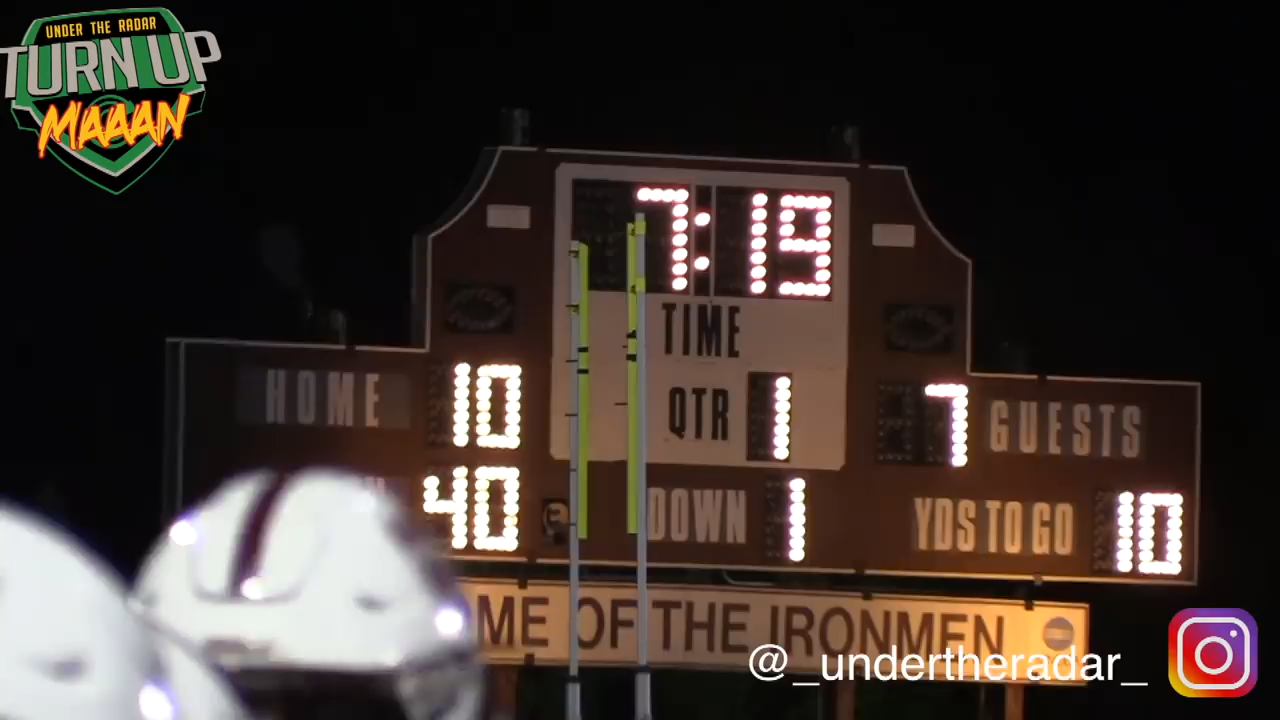 UNDER THE RADAR
TURN UP
MAAAN
7:19
TIME
HOME 10
QTR 1
7 GUESTS
40
DOWN 1
YDS TO GO 10
OF THE IRONMEN
@_undertheradar_